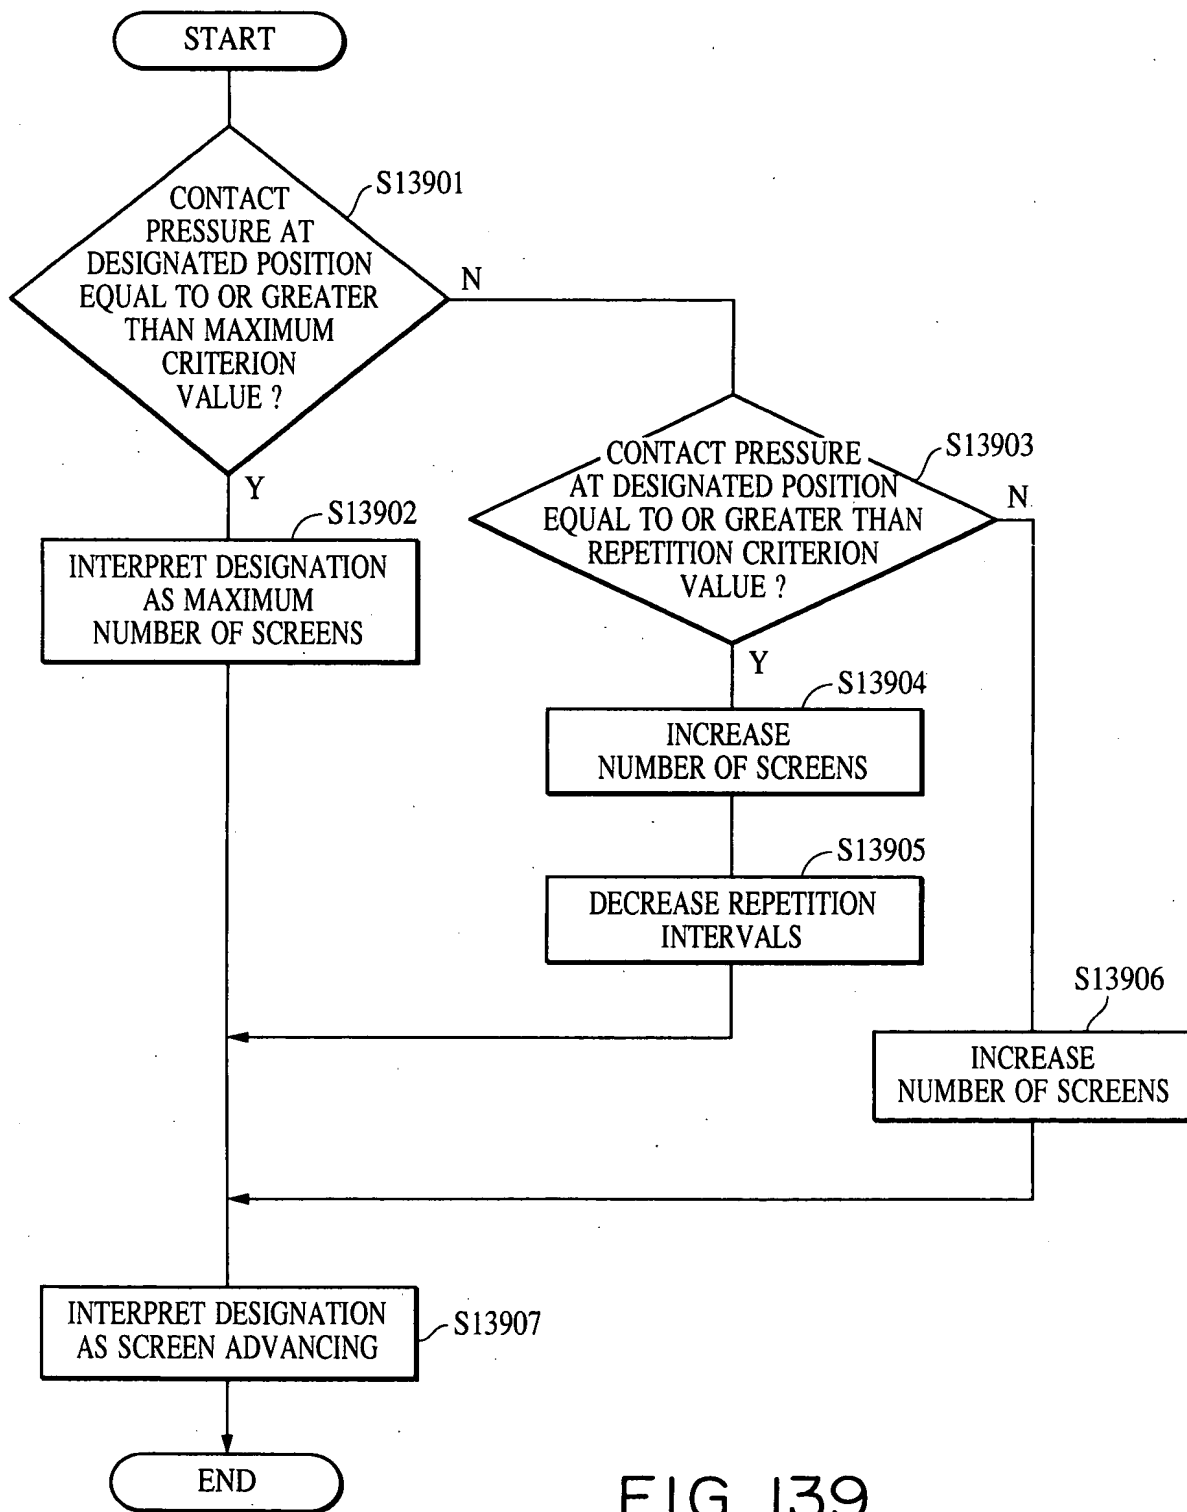 START
CONTACT
PRESSURE AT
DESIGNATED POSITION
EQUAL TO OR GREATER
THAN MAXIMUM
CRITERION
VALUE ?
S13901
N
Y
S13902
INTERPRET DESIGNATION
AS MAXIMUM
NUMBER OF SCREENS
CONTACT PRESSURE
AT DESIGNATED POSITION
EQUAL TO OR GREATER THAN
REPETITION CRITERION
VALUE ?
S13903
N
Y
S13904
INCREASE
NUMBER OF SCREENS
S13905
DECREASE REPETITION
INTERVALS
S13906
INCREASE
NUMBER OF SCREENS
INTERPRET DESIGNATION
AS SCREEN ADVANCING
S13907
END
FIG. 139